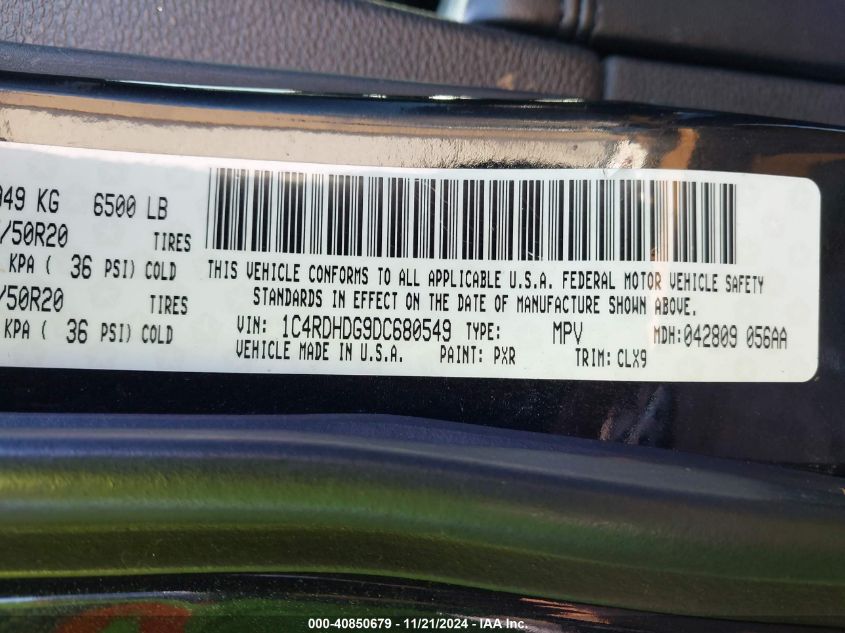 949 KG 6500 LB
/50R20 TIRES
KPA ( 36 PSI) COLD
/50R20 TIRES
KPA ( 36 PSI) COLD
THIS VEHICLE CONFORMS TO ALL APPLICABLE U.S.A. FEDERAL MOTOR VEHICLE SAFETY
STANDARDS IN EFFECT ON THE DATE OF MANUFACTURE SHOWN ABOVE.
VIN: 1C4RDHDG9DC680549 TYPE: MPV MDH:042809 056AA
VEHICLE MADE IN U.S.A. PAINT: PXR TRIM: CLX9
000-40850679 - 11/21/2024 - IAA Inc.